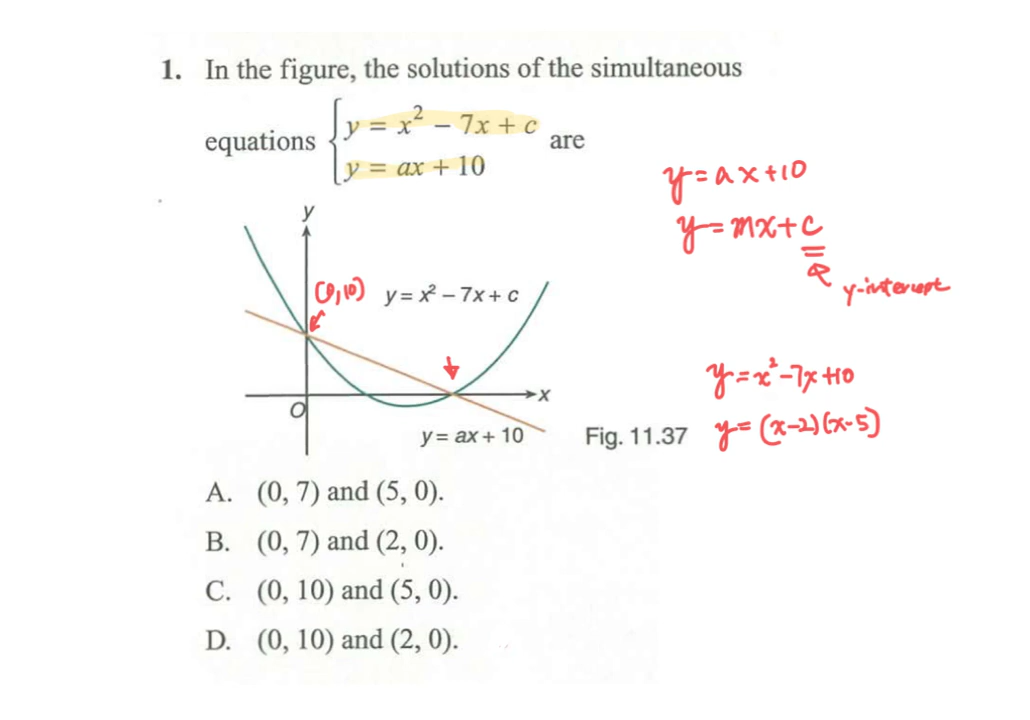 1. In the figure, the solutions of the simultaneous
equations { y = x² – 7x + c
y = ax + 10 are
y = ax + 10
y = mx + c
y-intercept
y
(0, 10)
y = x² – 7x + c
x
O
y = ax + 10
Fig. 11.37
y = x² – 7x + 10
y = (x-2)(x-5)
A. (0, 7) and (5, 0).
B. (0, 7) and (2, 0).
C. (0, 10) and (5, 0).
D. (0, 10) and (2, 0).